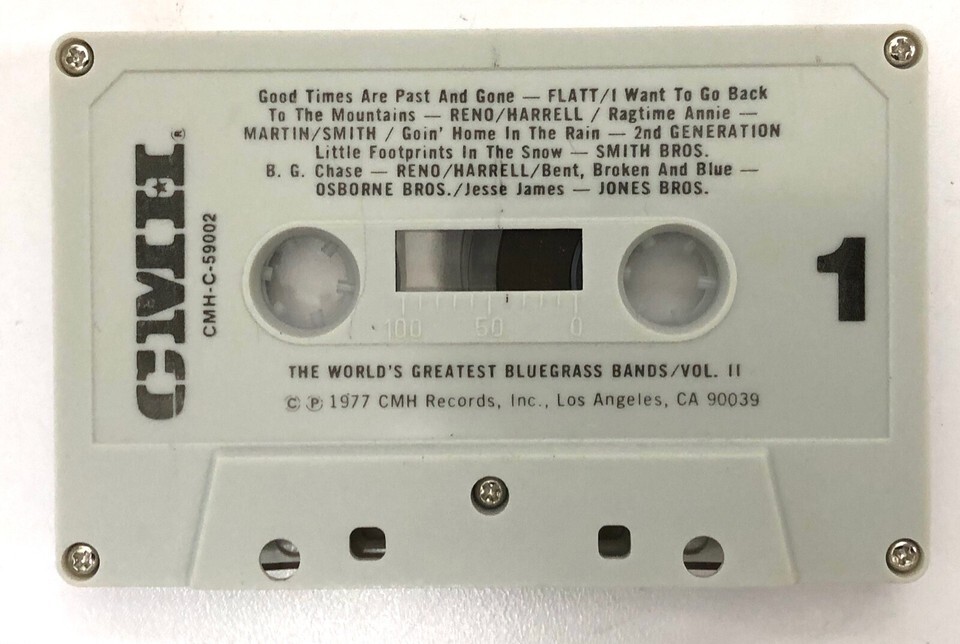 Good Times Are Past And Gone — FLATT/I Want To Go Back
To The Mountains — RENO/HARRELL / Ragtime Annie —
MARTIN/SMITH / Goin' Home In The Rain — 2nd GENERATION
Little Footprints In The Snow — SMITH BROS.
B. G. Chase — RENO/HARRELL/Bent, Broken And Blue —
OSBORNE BROS./Jesse James — JONES BROS.
CMH®
CMH-C-59002
1
100 50 0
THE WORLD'S GREATEST BLUEGRASS BANDS/VOL. II
© ℗ 1977 CMH Records, Inc., Los Angeles, CA 90039